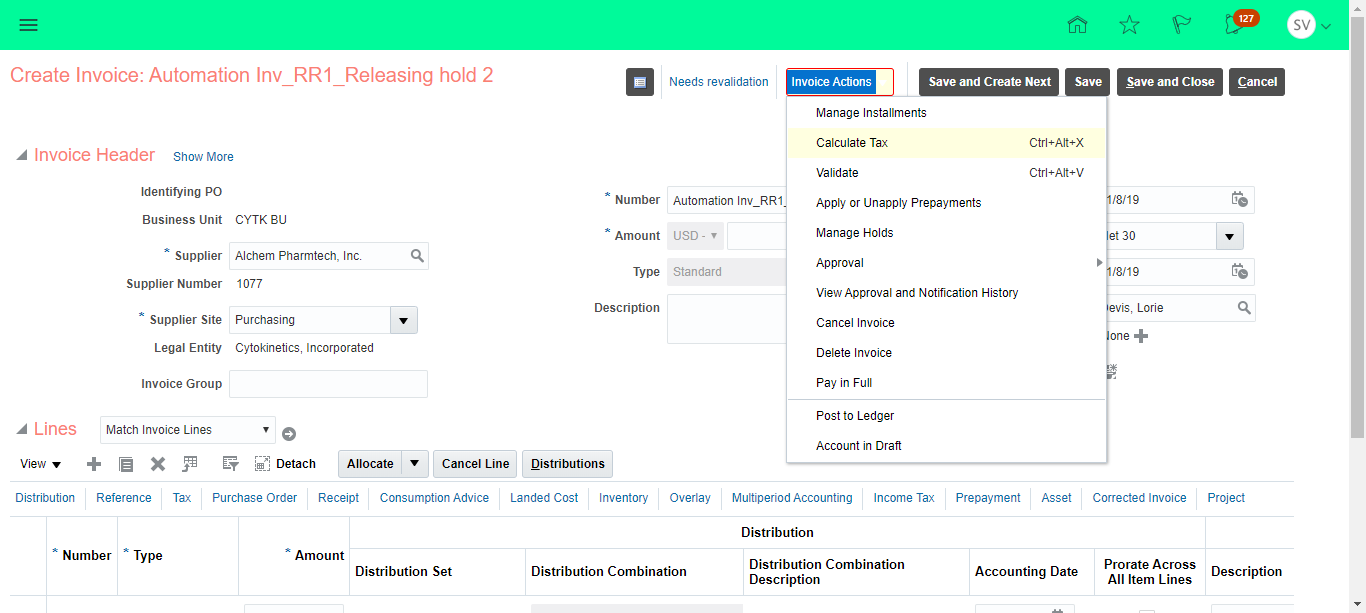 127
SV
Create Invoice: Automation Inv_RR1_Releasing hold 2
Needs revalidation
Invoice Actions
Save and Create Next
Save
Save and Close
Cancel
Manage Installments
Calculate Tax Ctrl+Alt+X
Validate Ctrl+Alt+V
Apply or Unapply Prepayments
Manage Holds
Approval
View Approval and Notification History
Cancel Invoice
Delete Invoice
Pay in Full
Post to Ledger
Account in Draft
Invoice Header Show More
Identifying PO
Business Unit CYTK BU
* Supplier Alchem Pharmtech, Inc.
Supplier Number 1077
* Supplier Site Purchasing
Legal Entity Cytokinetics, Incorporated
Invoice Group
* Number Automation Inv_RR1_
* Amount USD -
Type Standard
Description
1/8/19
et 30
1/8/19
evis, Lorie
one
Lines Match Invoice Lines
View
Detach
Allocate
Cancel Line
Distributions
Distribution Reference Tax Purchase Order Receipt Consumption Advice Landed Cost Inventory Overlay Multiperiod Accounting Income Tax Prepayment Asset Corrected Invoice Project
* Number
* Type
* Amount
Distribution
Distribution Set
Distribution Combination
Distribution Combination
Description
Accounting Date
Prorate Across
All Item Lines
Description